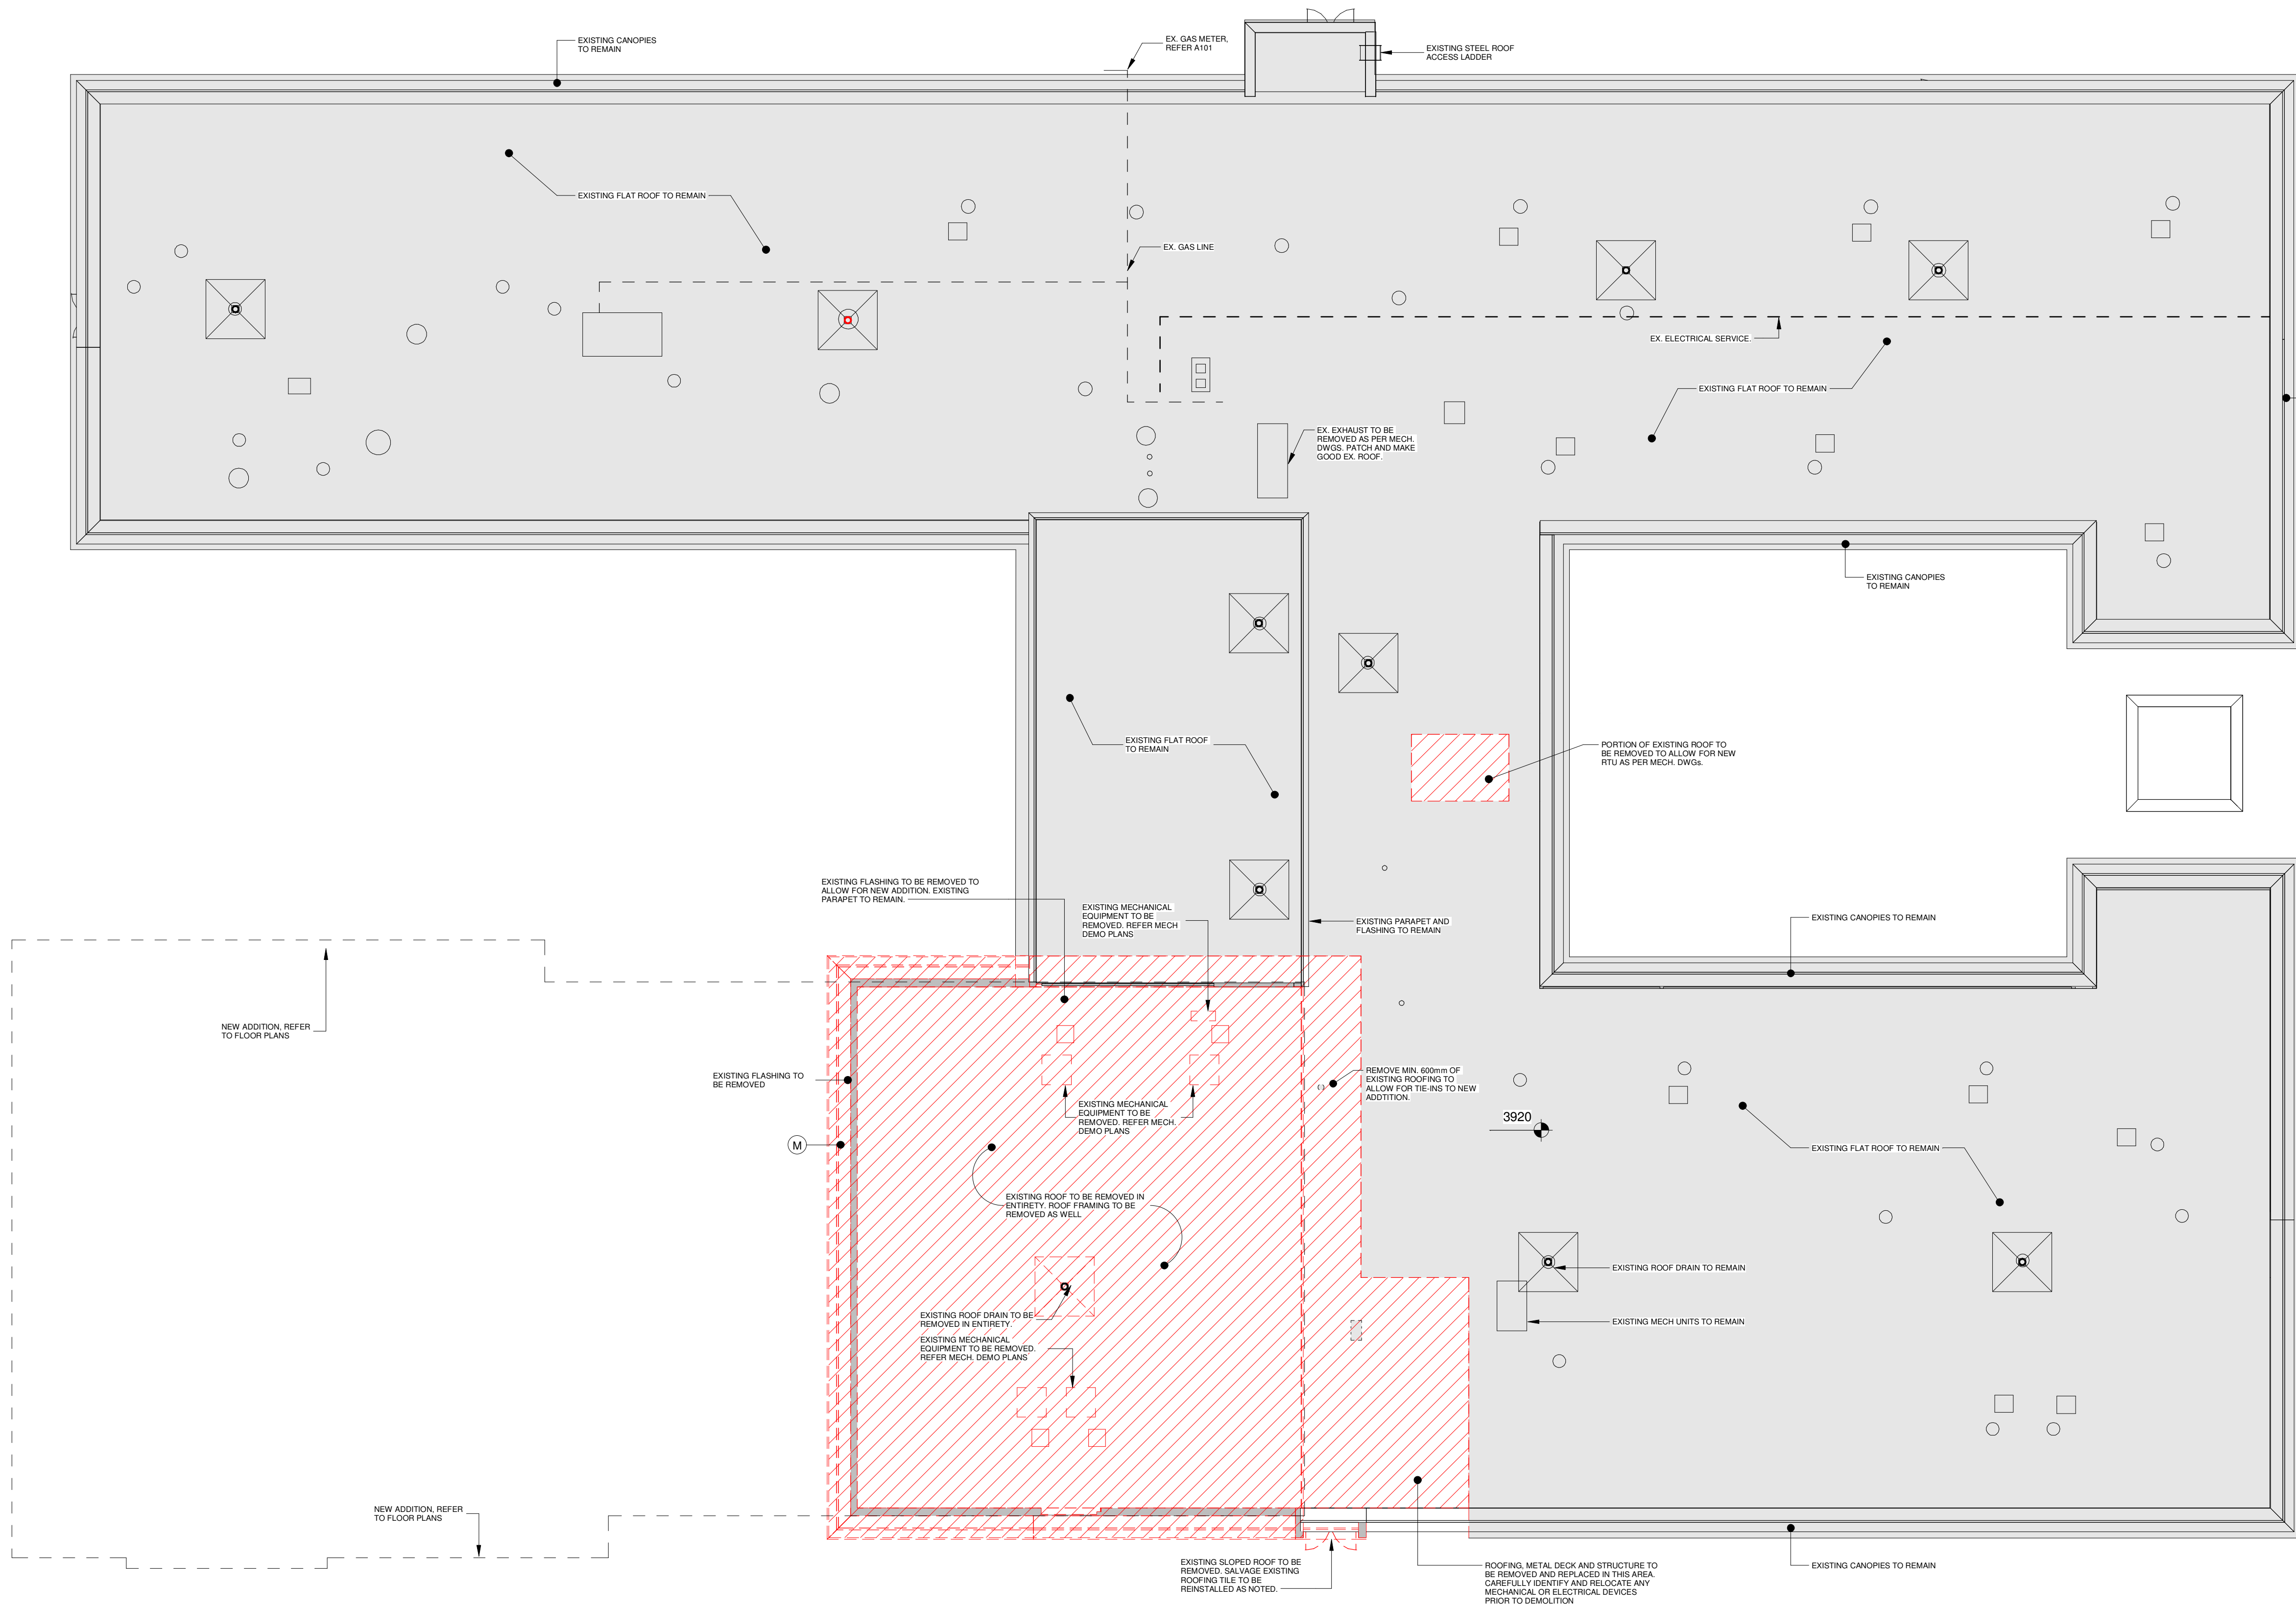 EXISTING CANOPIES
TO REMAIN
EX. GAS METER,
REFER A101
EXISTING STEEL ROOF
ACCESS LADDER
EXISTING FLAT ROOF TO REMAIN
EX. GAS LINE
EX. ELECTRICAL SERVICE.
EXISTING FLAT ROOF TO REMAIN
EX. EXHAUST TO BE
REMOVED AS PER MECH.
DWGS. PATCH AND MAKE
GOOD EX. ROOF.
EXISTING CANOPIES
TO REMAIN
EXISTING FLAT ROOF
TO REMAIN
PORTION OF EXISTING ROOF TO
BE REMOVED TO ALLOW FOR NEW
RTU AS PER MECH. DWGs.
EXISTING FLASHING TO BE REMOVED TO
ALLOW FOR NEW ADDITION. EXISTING
PARAPET TO REMAIN.
EXISTING MECHANICAL
EQUIPMENT TO BE
REMOVED. REFER MECH
DEMO PLANS
EXISTING PARAPET AND
FLASHING TO REMAIN
EXISTING CANOPIES TO REMAIN
NEW ADDITION, REFER
TO FLOOR PLANS
EXISTING FLASHING TO
BE REMOVED
REMOVE MIN. 600mm OF
EXISTING ROOFING TO
ALLOW FOR TIE-INS TO NEW
ADDTITION.
EXISTING MECHANICAL
EQUIPMENT TO BE
REMOVED. REFER MECH.
DEMO PLANS
3920
M
EXISTING FLAT ROOF TO REMAIN
EXISTING ROOF TO BE REMOVED IN
ENTIRETY. ROOF FRAMING TO BE
REMOVED AS WELL
EXISTING ROOF DRAIN TO REMAIN
EXISTING ROOF DRAIN TO BE
REMOVED IN ENTIRETY.
EXISTING MECH UNITS TO REMAIN
EXISTING MECHANICAL
EQUIPMENT TO BE REMOVED.
REFER MECH. DEMO PLANS
NEW ADDITION, REFER
TO FLOOR PLANS
EXISTING SLOPED ROOF TO BE
REMOVED. SALVAGE EXISTING
ROOFING TILE TO BE
REINSTALLED AS NOTED.
ROOFING, METAL DECK AND STRUCTURE TO
BE REMOVED AND REPLACED IN THIS AREA.
CAREFULLY IDENTIFY AND RELOCATE ANY
MECHANICAL OR ELECTRICAL DEVICES
PRIOR TO DEMOLITION
EXISTING CANOPIES TO REMAIN